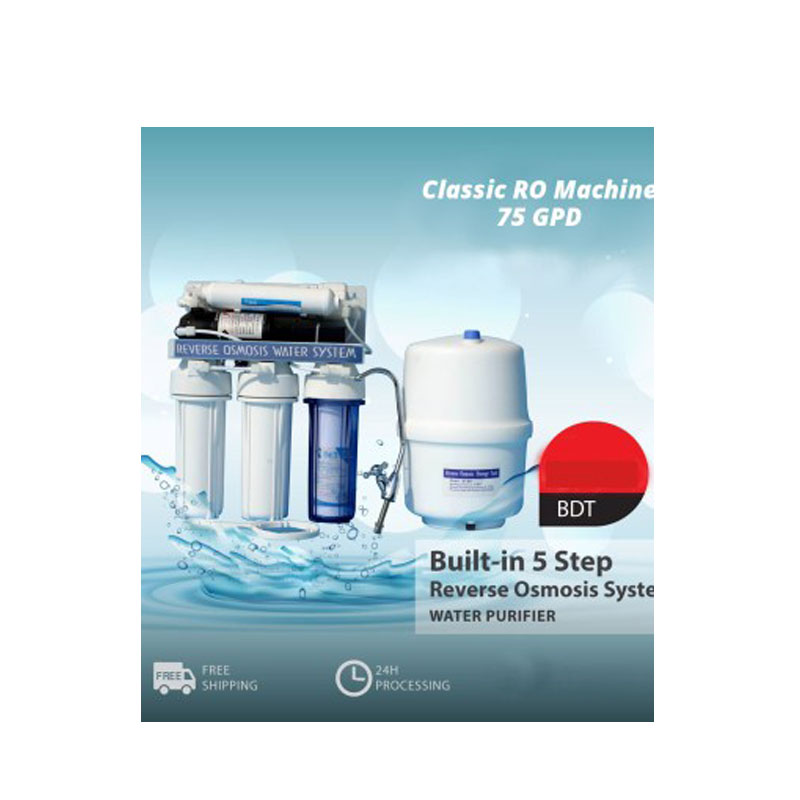 Classic RO Machine
75 GPD
REVERSE OSMOSIS WATER SYSTEM
BDT
Built-in 5 Step
Reverse Osmosis Syste
WATER PURIFIER
FREE
FREE
SHIPPING
24H
PROCESSING